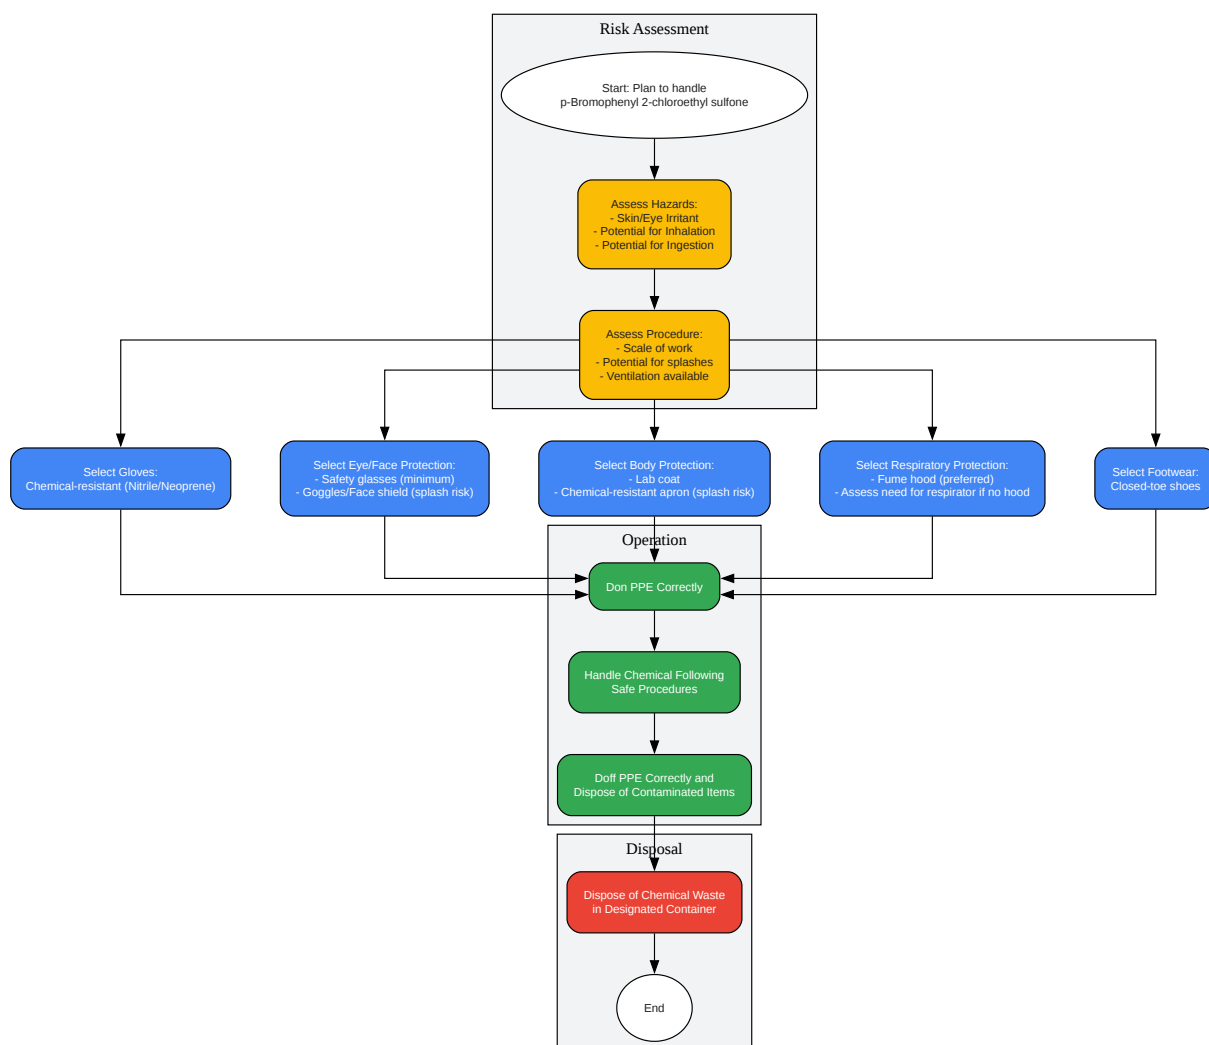 Risk Assessment
Start: Plan to handle
p-Bromophenyl 2-chloroethyl sulfone
Assess Hazards:
- Skin/Eye Irritant
- Potential for Inhalation
- Potential for Ingestion
Assess Procedure:
- Scale of work
- Potential for splashes
- Ventilation available
Select Gloves:
Chemical-resistant (Nitrile/Neoprene)
Select Eye/Face Protection:
- Safety glasses (minimum)
- Goggles/Face shield (splash risk)
Select Body Protection:
- Lab coat
- Chemical-resistant apron (splash risk)
Select Respiratory Protection:
- Fume hood (preferred)
- Assess need for respirator if no hood
Select Footwear:
Closed-toe shoes
Operation
Don PPE Correctly
Handle Chemical Following
Safe Procedures
Doff PPE Correctly and
Dispose of Contaminated Items
Disposal
Dispose of Chemical Waste
in Designated Container
End